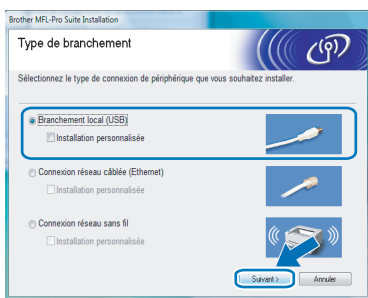 Brother MFL-Pro Suite Installation
Type de branchement
Sélectionnez le type de connexion de périphérique que vous souhaitez installer.
Branchement local (USB)
Installation personnalisée
Connexion réseau câblée (Ethernet)
Installation personnalisée
Connexion réseau sans fil
Installation personnalisée
Suivant >
Annuler